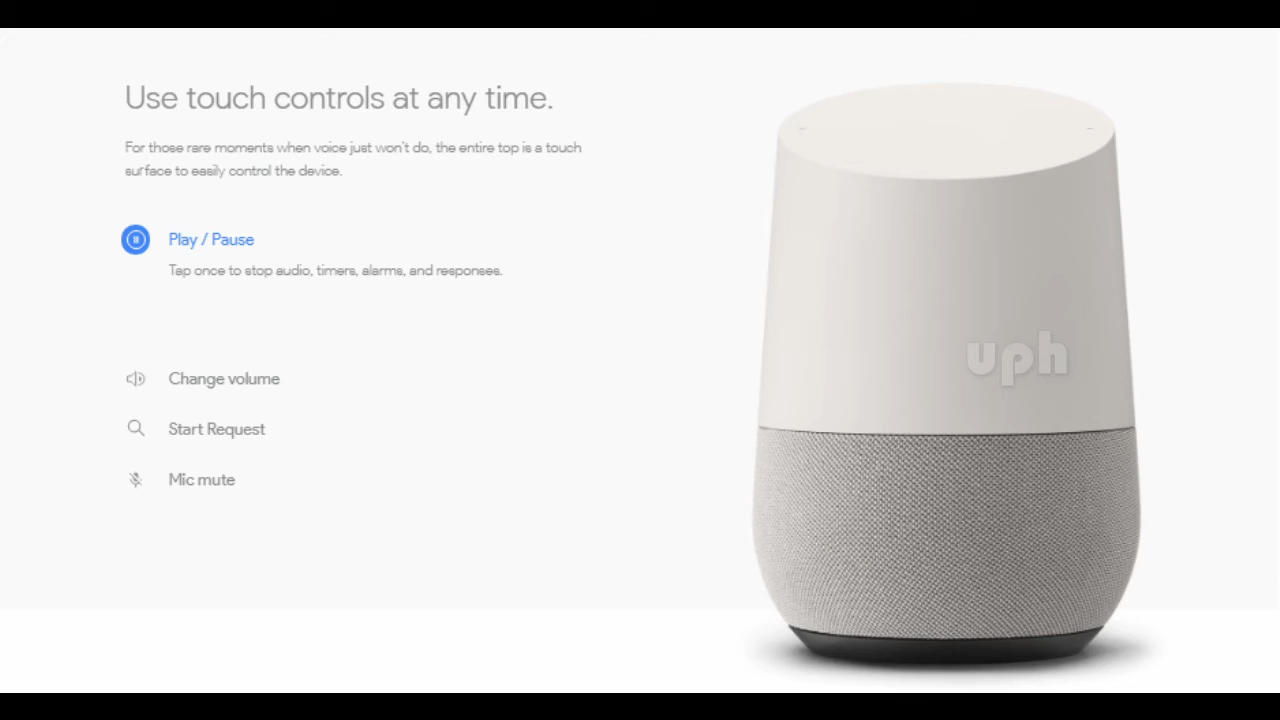 Use touch controls at any time.
For those rare moments when voice just won't do, the entire top is a touch
surface to easily control the device.
Play / Pause
Tap once to stop audio, timers, alarms, and responses.
Change volume
Start Request
Mic mute
uph